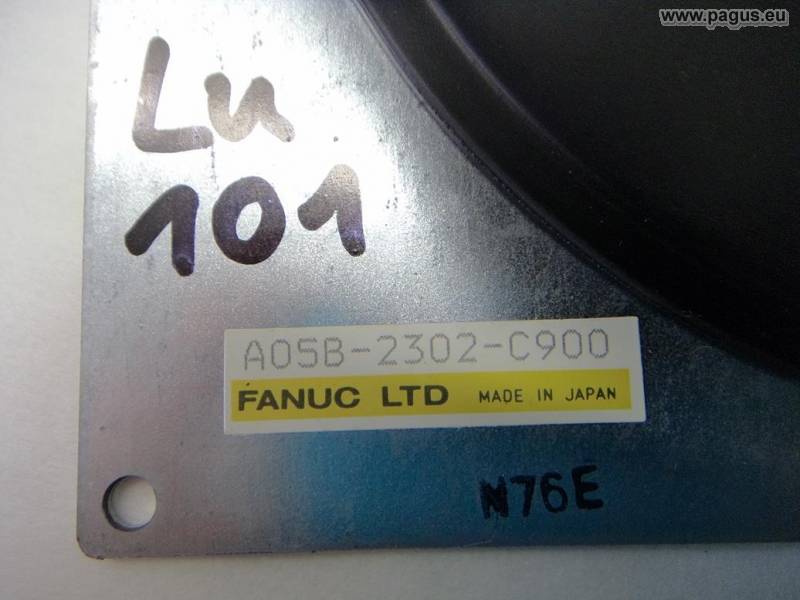 www.pagus.eu
Lu
101
A05B-2302-C900
FANUC LTD MADE IN JAPAN
N76E